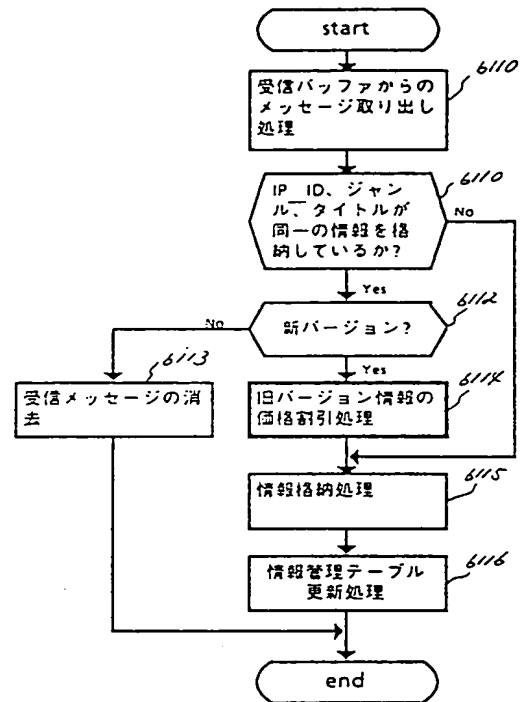 start
6110
受信バッファからの
メッセージ取り出し
処理
6110
IP_ID、ジャン
ル、タイトルが
同一の情報を格
納しているか?
No
Yes
6112
新バージョン?
No
Yes
6113
受信メッセージの消
去
6114
旧バージョン情報の
価格割引処理
6115
情報格納処理
6116
情報管理テーブル
更新処理
end